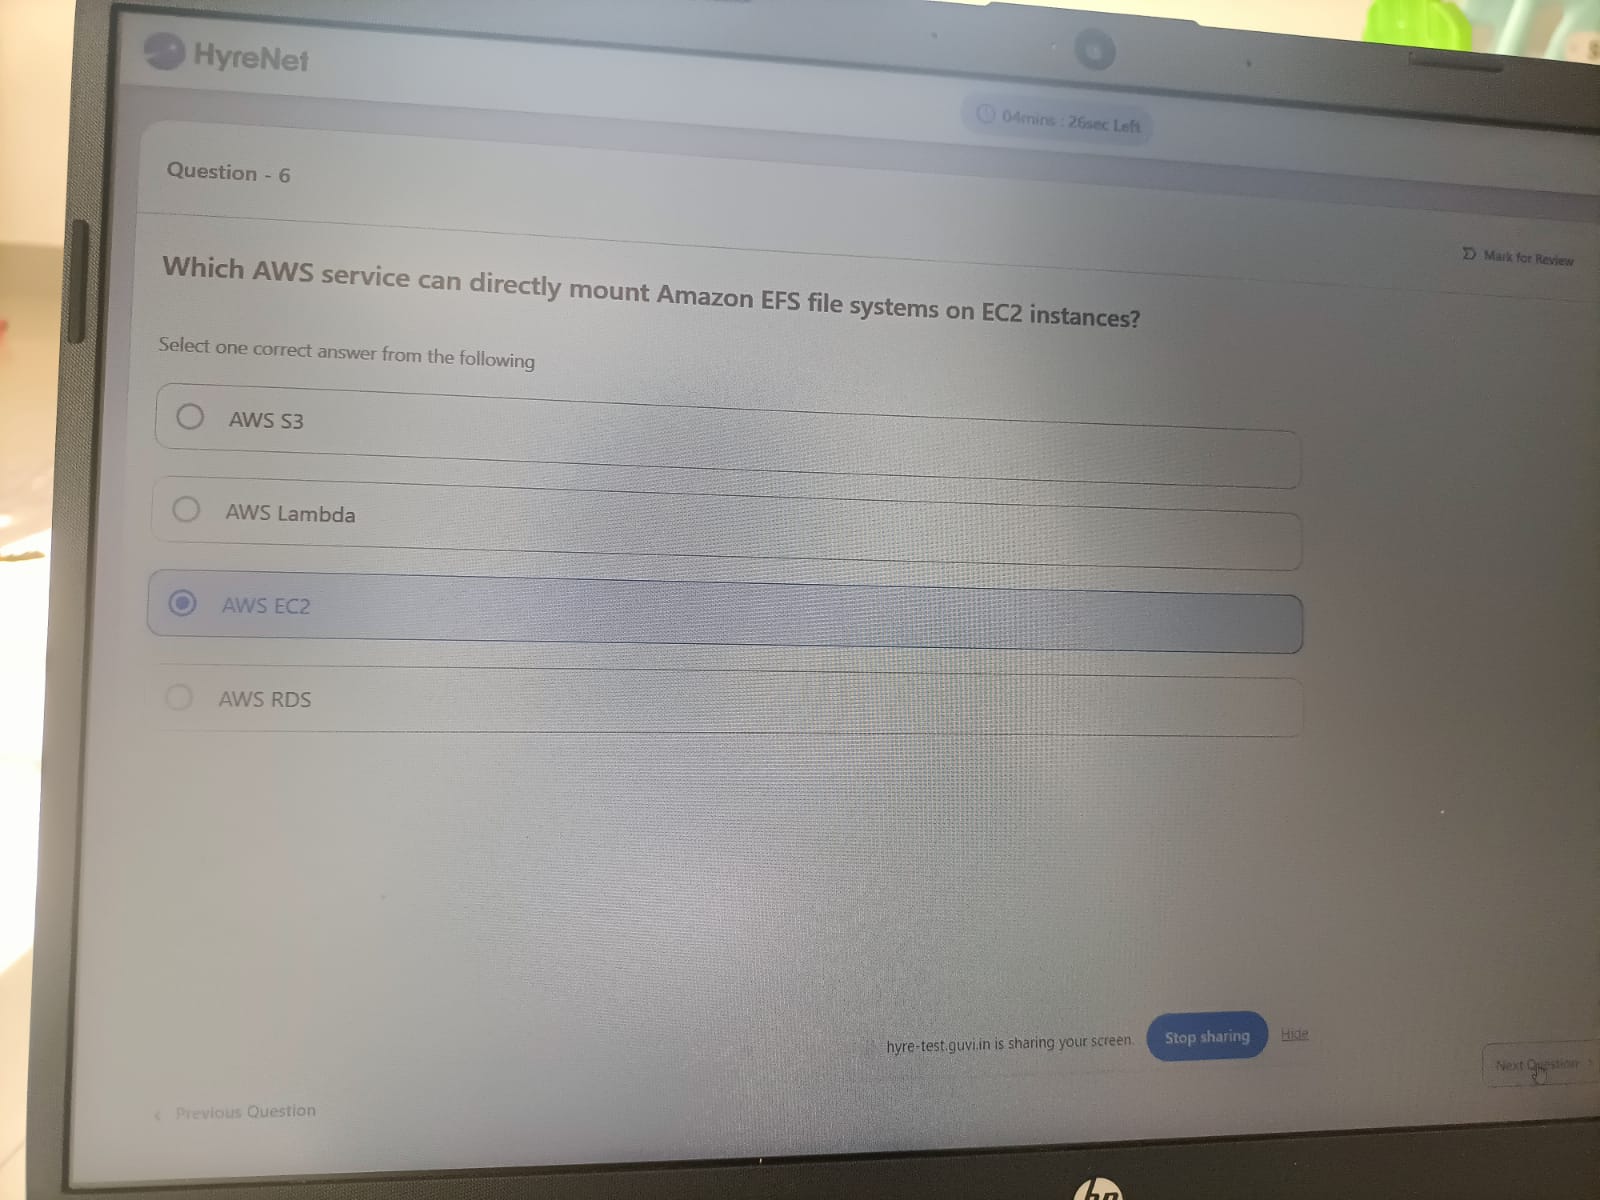 HyreNet
04mins : 26sec Left
Question - 6
Mark for Review
Which AWS service can directly mount Amazon EFS file systems on EC2 instances?
Select one correct answer from the following
AWS S3
AWS Lambda
AWS EC2
AWS RDS
hyre-test.guvi.in is sharing your screen.
Stop sharing
Hide
Next Question
Previous Question
hp